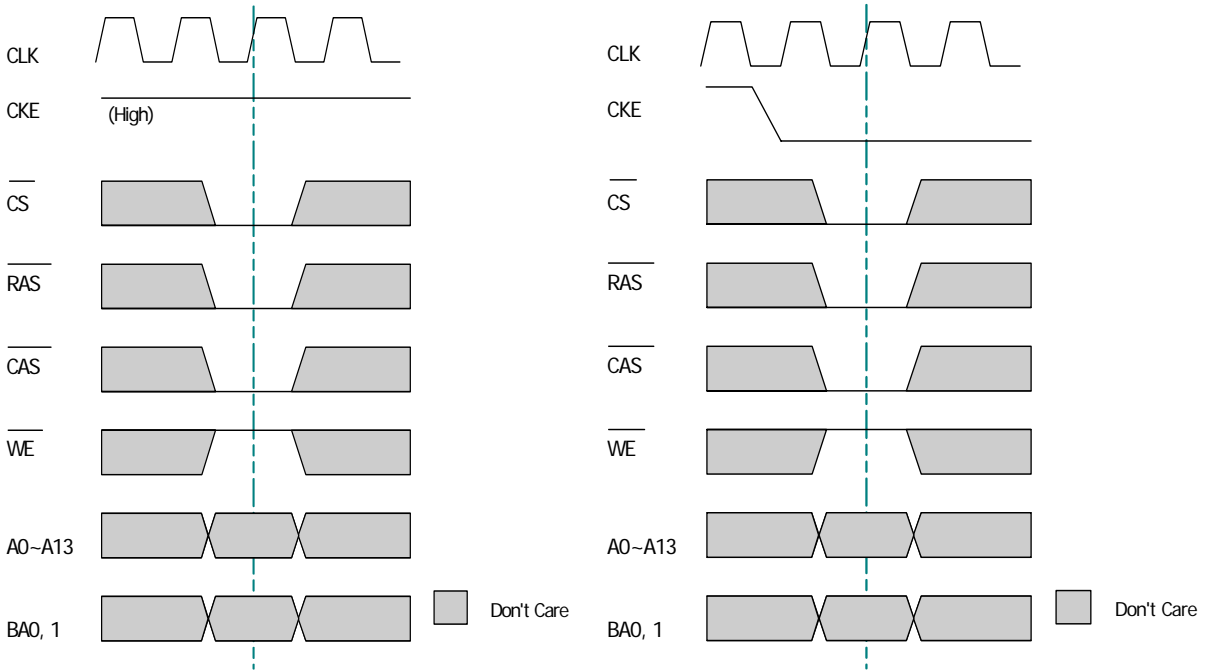 CLK
CKE
(High)
CS
RAS
CAS
WE
A0~A13
BA0, 1
Don't Care
CLK
CKE
CS
RAS
CAS
WE
A0~A13
BA0, 1
Don't Care